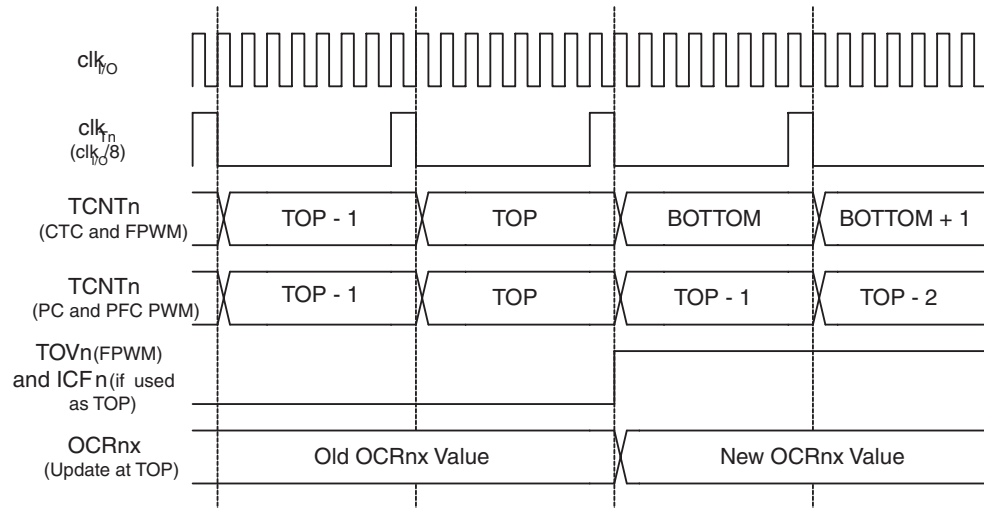 clkI/O
clkTn
(clkI/O/8)
TCNTn
(CTC and FPWM)
TOP - 1
TOP
BOTTOM
BOTTOM + 1
TCNTn
(PC and PFC PWM)
TOP - 1
TOP
TOP - 1
TOP - 2
TOVn (FPWM)
and ICFn (if used
as TOP)
OCRnx
(Update at TOP)
Old OCRnx Value
New OCRnx Value